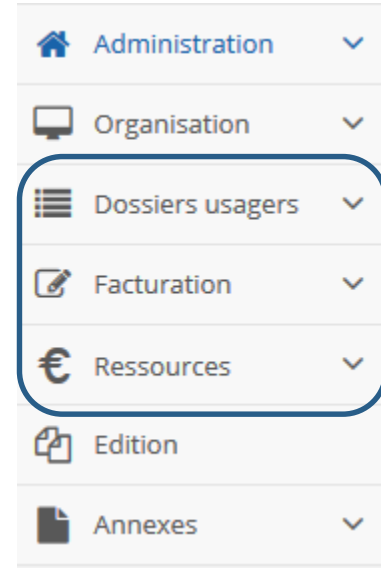 Administration
Organisation
Dossiers usagers
Facturation
Ressources
Edition
Annexes